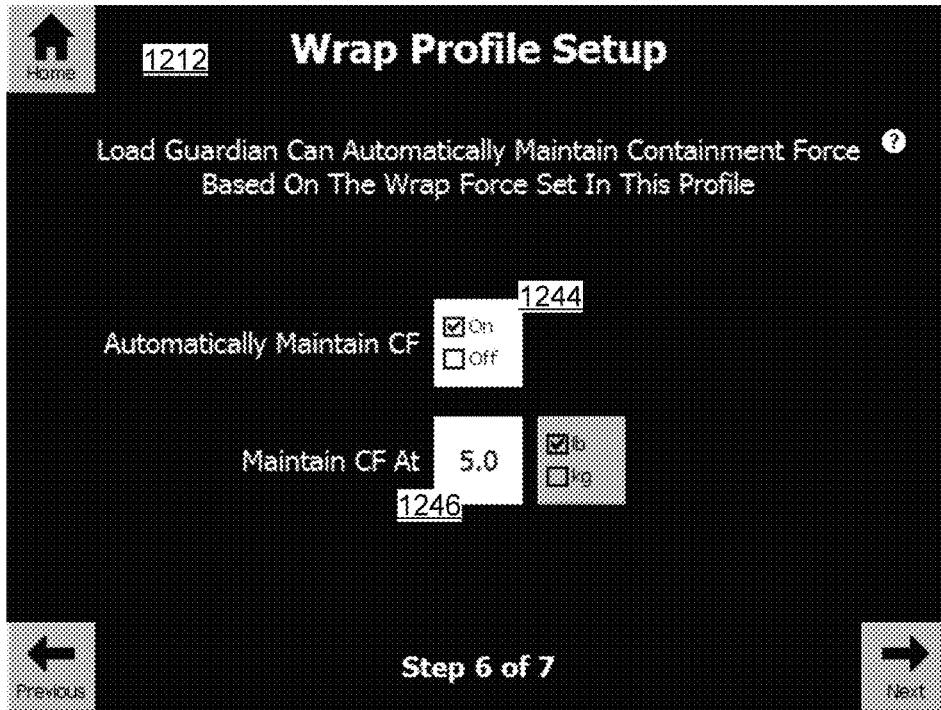 Home
1212
Wrap Profile Setup
Load Guardian Can Automatically Maintain Containment Force ?
Based On The Wrap Force Set In This Profile
1244
Automatically Maintain CF
On
Off
Maintain CF At 5.0
lb
kg
1246
Previous
Step 6 of 7
Next